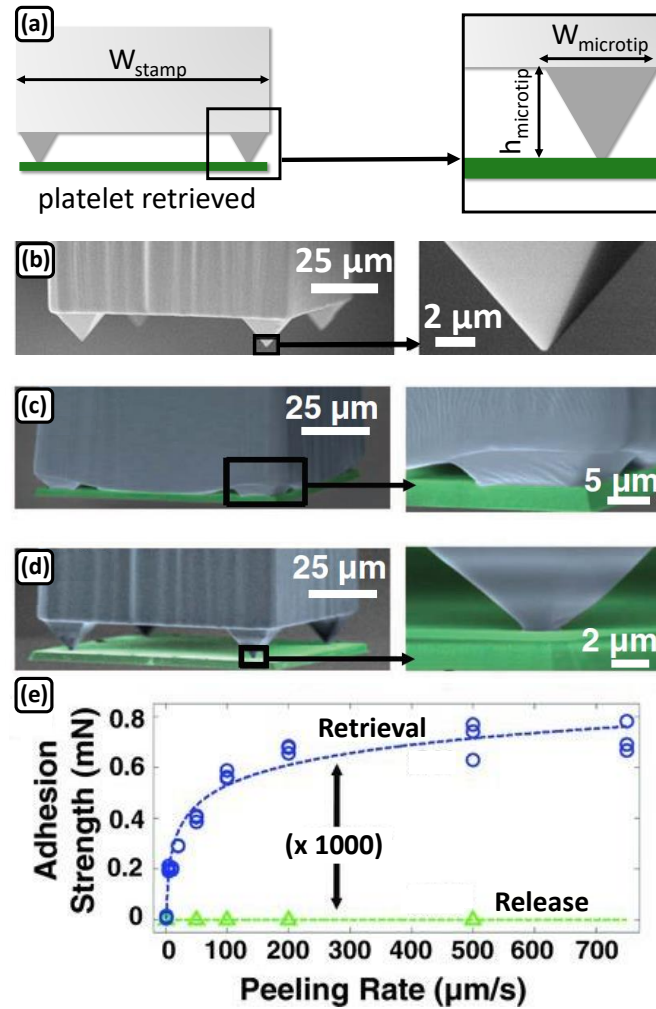 (a)
W_stamp
platelet retrieved
W_microtip
h_microtip
(b)
25 µm
2 µm
(c)
25 µm
5 µm
(d)
25 µm
2 µm
(e)
Adhesion
Strength (mN)
0.8
0.6
0.4
0.2
0
Retrieval
(x 1000)
Release
0 100 200 300 400 500 600 700
Peeling Rate (µm/s)